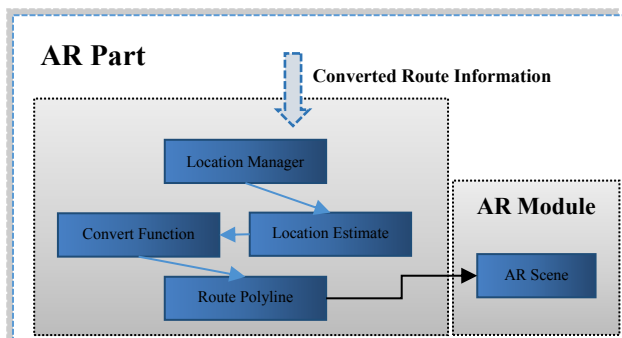 AR Part
Converted Route Information
Location Manager
AR Module
Convert Function
Location Estimate
AR Scene
Route Polyline